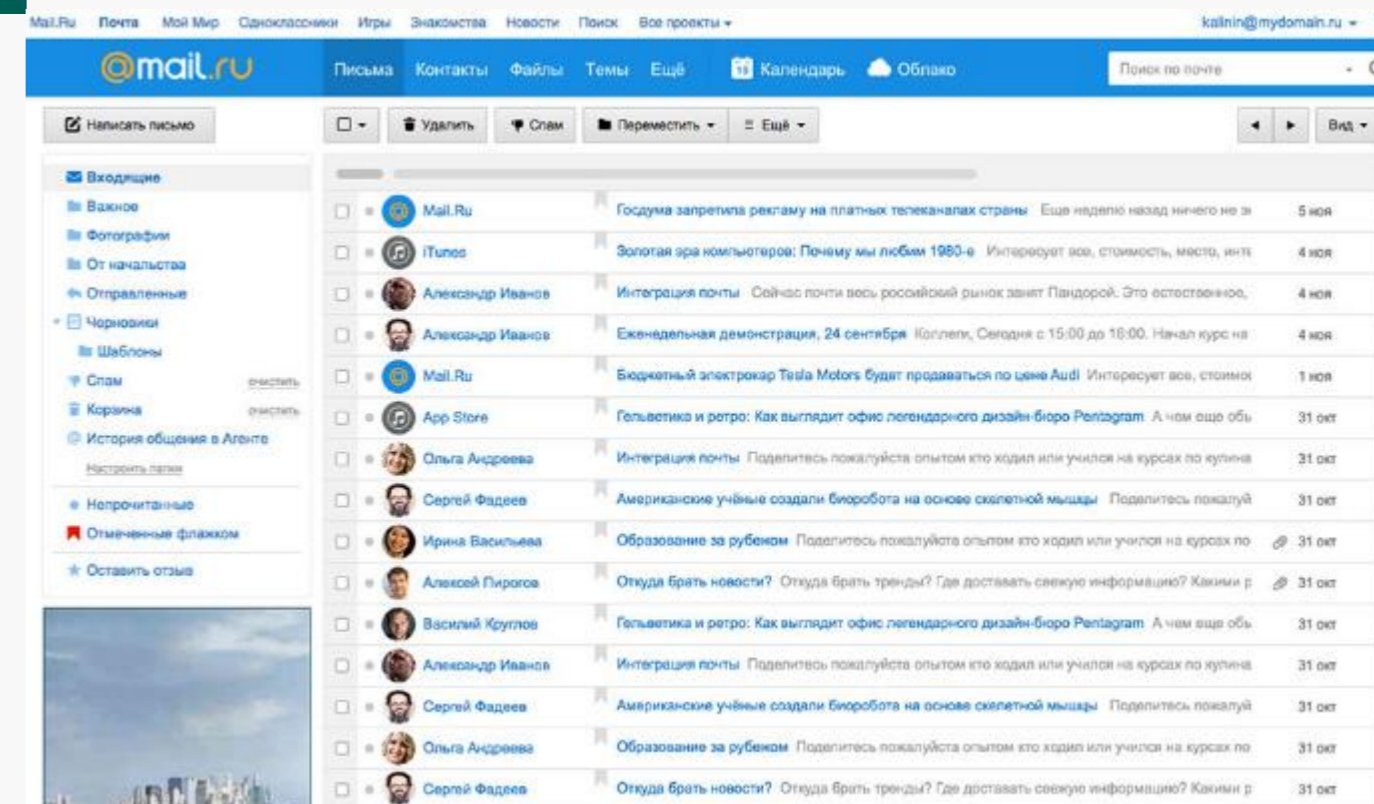 Mail.Ru Почта Мой Мир Одноклассники Игры Знакомства Новости Поиск Все проекты kalinin@mydomain.ru
@mail.ru Письма Контакты Файлы Темы Ещё Календарь Облако Поиск по почте
Написать письмо Удалить Спам Переместить Ещё Вид
Входящие
Важное
Фотографии
От начальства
Отправленные
Черновики
Шаблоны
Спам очистить
Корзина очистить
История общения в Агенте
Настроить папки
Непрочитанные
Отмеченные флажком
Оставить отзыв
Mail.Ru Госдума запретила рекламу на платных телеканалах страны Еще неделю назад ничего не зн 5 ноя
iTunes Золотая эра компьютеров: Почему мы любим 1980-е Интересует все, стоимость, место, инте 4 ноя
Александр Иванов Интеграция почты Сейчас почти весь российский рынок занят Пандорой. Это естественное, 4 ноя
Александр Иванов Еженедельная демонстрация, 24 сентября Коллеги, Сегодня с 15:00 до 16:00. Начал курс на 4 ноя
Mail.Ru Бюджетный электрокар Tesla Motors будет продаваться по цене Audi Интересует все, стоимос 1 ноя
App Store Гельветика и ретро: Как выглядит офис легендарного дизайн-бюро Pentagram А чем еще объ 31 окт
Ольга Андреева Интеграция почты Поделитесь пожалуйста опытом кто ходил или учился на курсах по кулина 31 окт
Сергей Фадеев Американские учёные создали биоробота на основе скелетной мышцы Поделитесь пожалуй 31 окт
Ирина Васильева Образование за рубежом Поделитесь пожалуйста опытом кто ходил или учился на курсах по 31 окт
Алексей Пирогов Откуда брать новости? Откуда брать тренды? Где доставать свежую информацию? Какими р 31 окт
Василий Круглов Гельветика и ретро: Как выглядит офис легендарного дизайн-бюро Pentagram А чем еще объ 31 окт
Александр Иванов Интеграция почты Поделитесь пожалуйста опытом кто ходил или учился на курсах по кулина 31 окт
Сергей Фадеев Американские учёные создали биоробота на основе скелетной мышцы Поделитесь пожалуй 31 окт
Ольга Андреева Образование за рубежом Поделитесь пожалуйста опытом кто ходил или учился на курсах по 31 окт
Сергей Фадеев Откуда брать новости? Откуда брать тренды? Где доставать свежую информацию? Какими р 31 окт